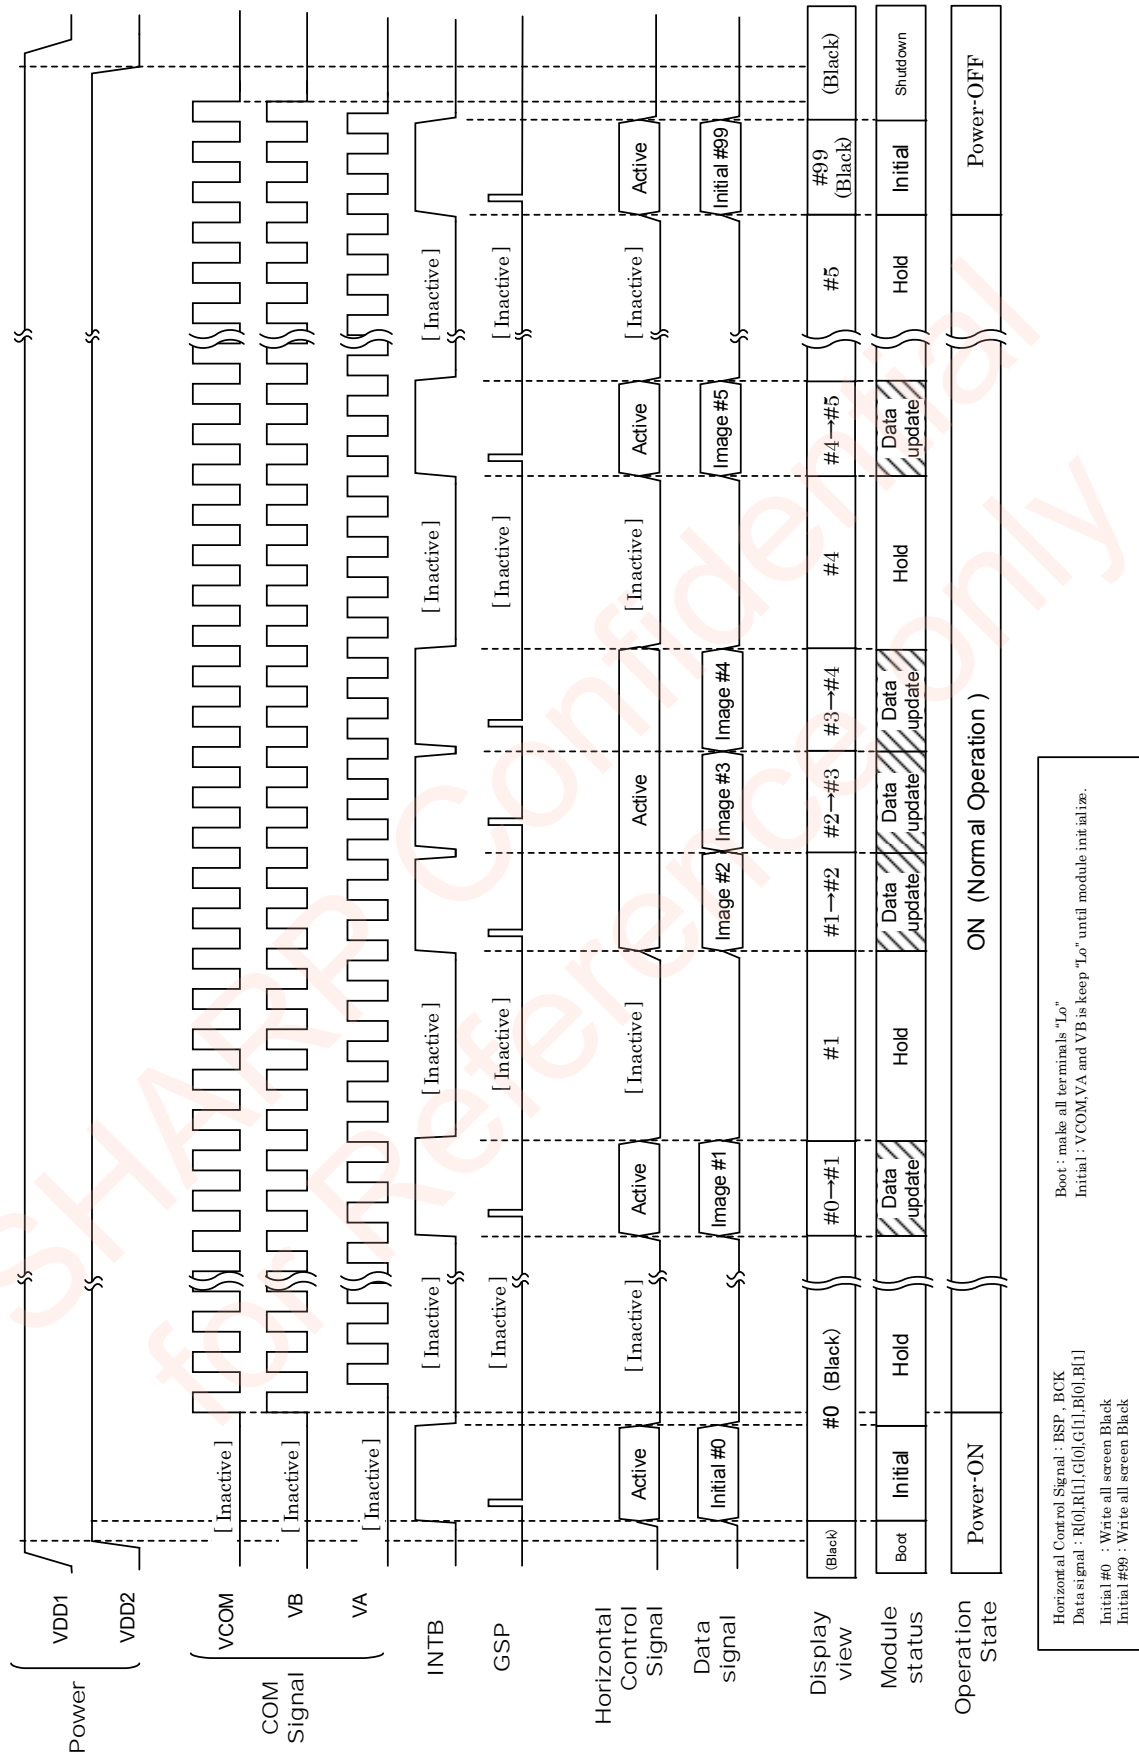 Power
VDD1
VDD2
COM
Signal
VCOM
[ Inactive ]
VB
[ Inactive ]
VA
[ Inactive ]
INTB
[ Inactive ]
[ Inactive ]
[ Inactive ]
[ Inactive ]
GSP
[ Inactive ]
[ Inactive ]
[ Inactive ]
[ Inactive ]
Horizontal
Control
Signal
Active
[ Inactive ]
Active
[ Inactive ]
Active
[ Inactive ]
Active
[ Inactive ]
Active
Data
signal
Initial #0
Image #1
Image #2
Image #3
Image #4
Image #5
Initial #99
Display
view
(Black)
#0 (Black)
#0→#1
#1
#1→#2
#2→#3
#3→#4
#4
#4→#5
#5
#99
(Black)
(Black)
Module
status
Boot
Initial
Hold
Data
update
Hold
Data
update
Data
update
Data
update
Hold
Data
update
Hold
Initial
Shutdown
Operation
State
Power-ON
ON (Normal Operation )
Power-OFF
Horizontal Control Signal : BSP , BCK
Data signal : R[0],R[1],G[0],G[1],B[0],B[1]
Initial #0 : Write all screen Black
Initial #99 : Write all screen Black
Boot : make all terminals "Lo"
Initial : VCOM,VA and VB is keep "Lo" until module initialize.
SHARP Confidential
for Reference only